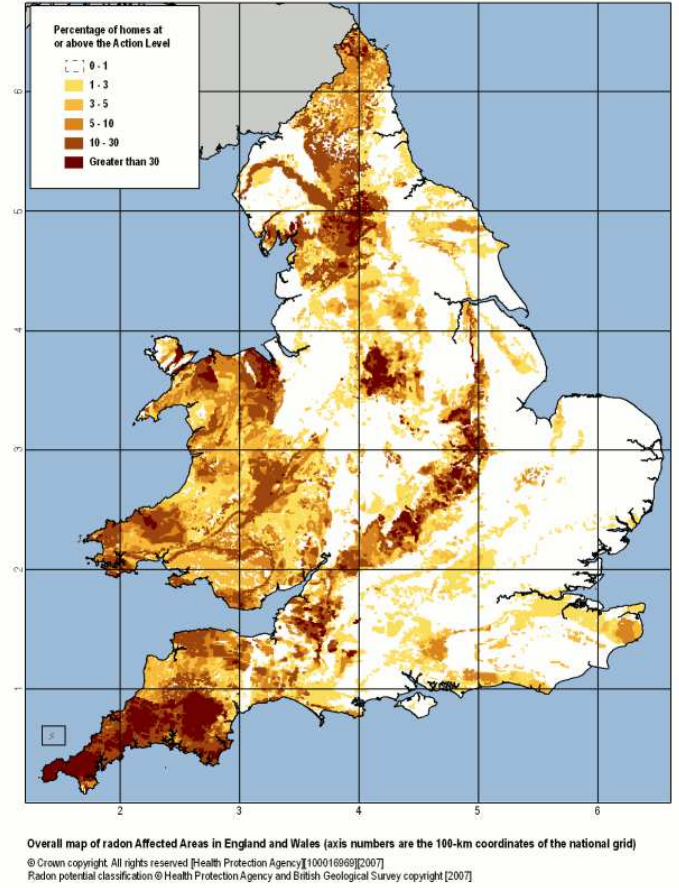 Percentage of homes at
or above the Action Level
0 - 1
1 - 3
3 - 5
5 - 10
10 - 30
Greater than 30
6
5
4
3
2
1
2
3
4
5
6
Overall map of radon Affected Areas in England and Wales (axis numbers are the 100-km coordinates of the national grid)
© Crown copyright. All rights reserved [Health Protection Agency][100016969][2007]
Radon potential classification © Health Protection Agency and British Geological Survey copyright [2007]